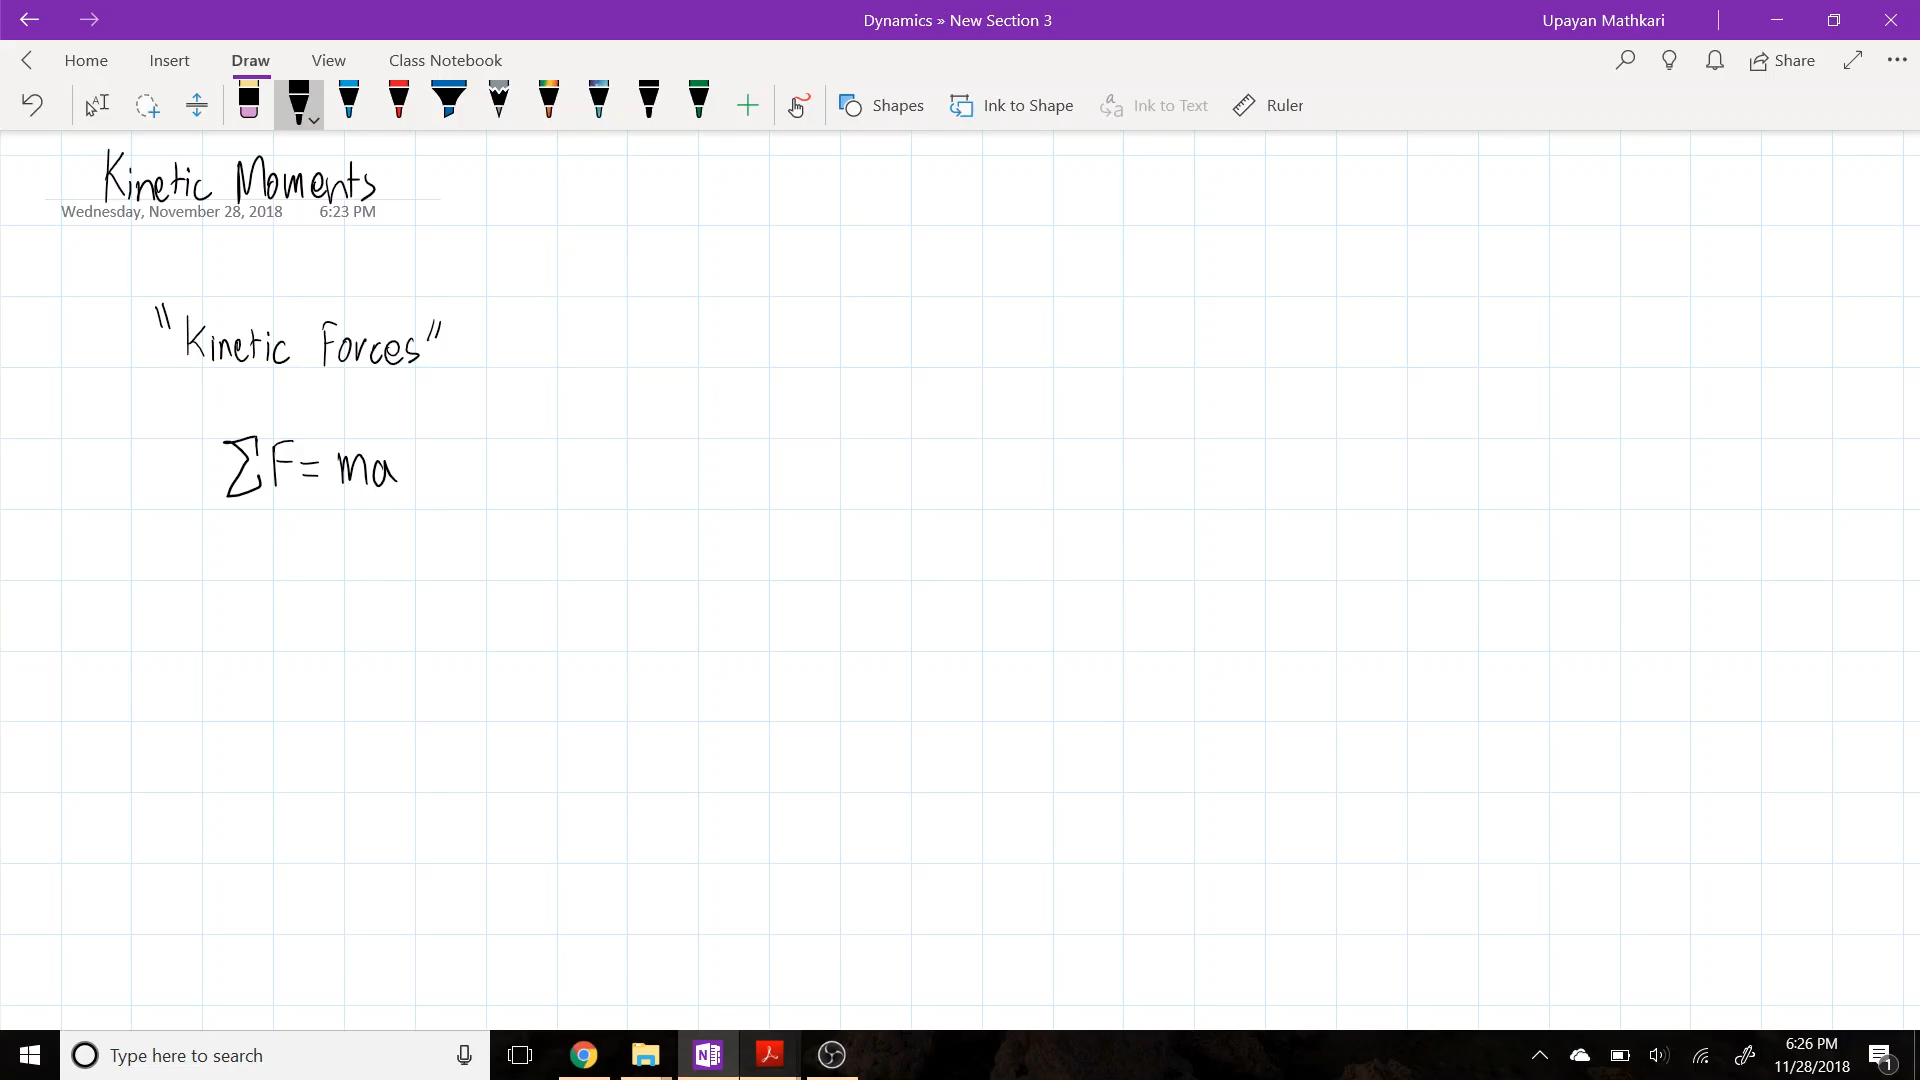 Dynamics » New Section 3
Upayan Mathkari
Home Insert Draw View Class Notebook
Share
Shapes Ink to Shape Ink to Text Ruler
Kinetic Moments
Wednesday, November 28, 2018 6:23 PM
"Kinetic Forces"
∑F = ma
Type here to search
6:26 PM
11/28/2018
1